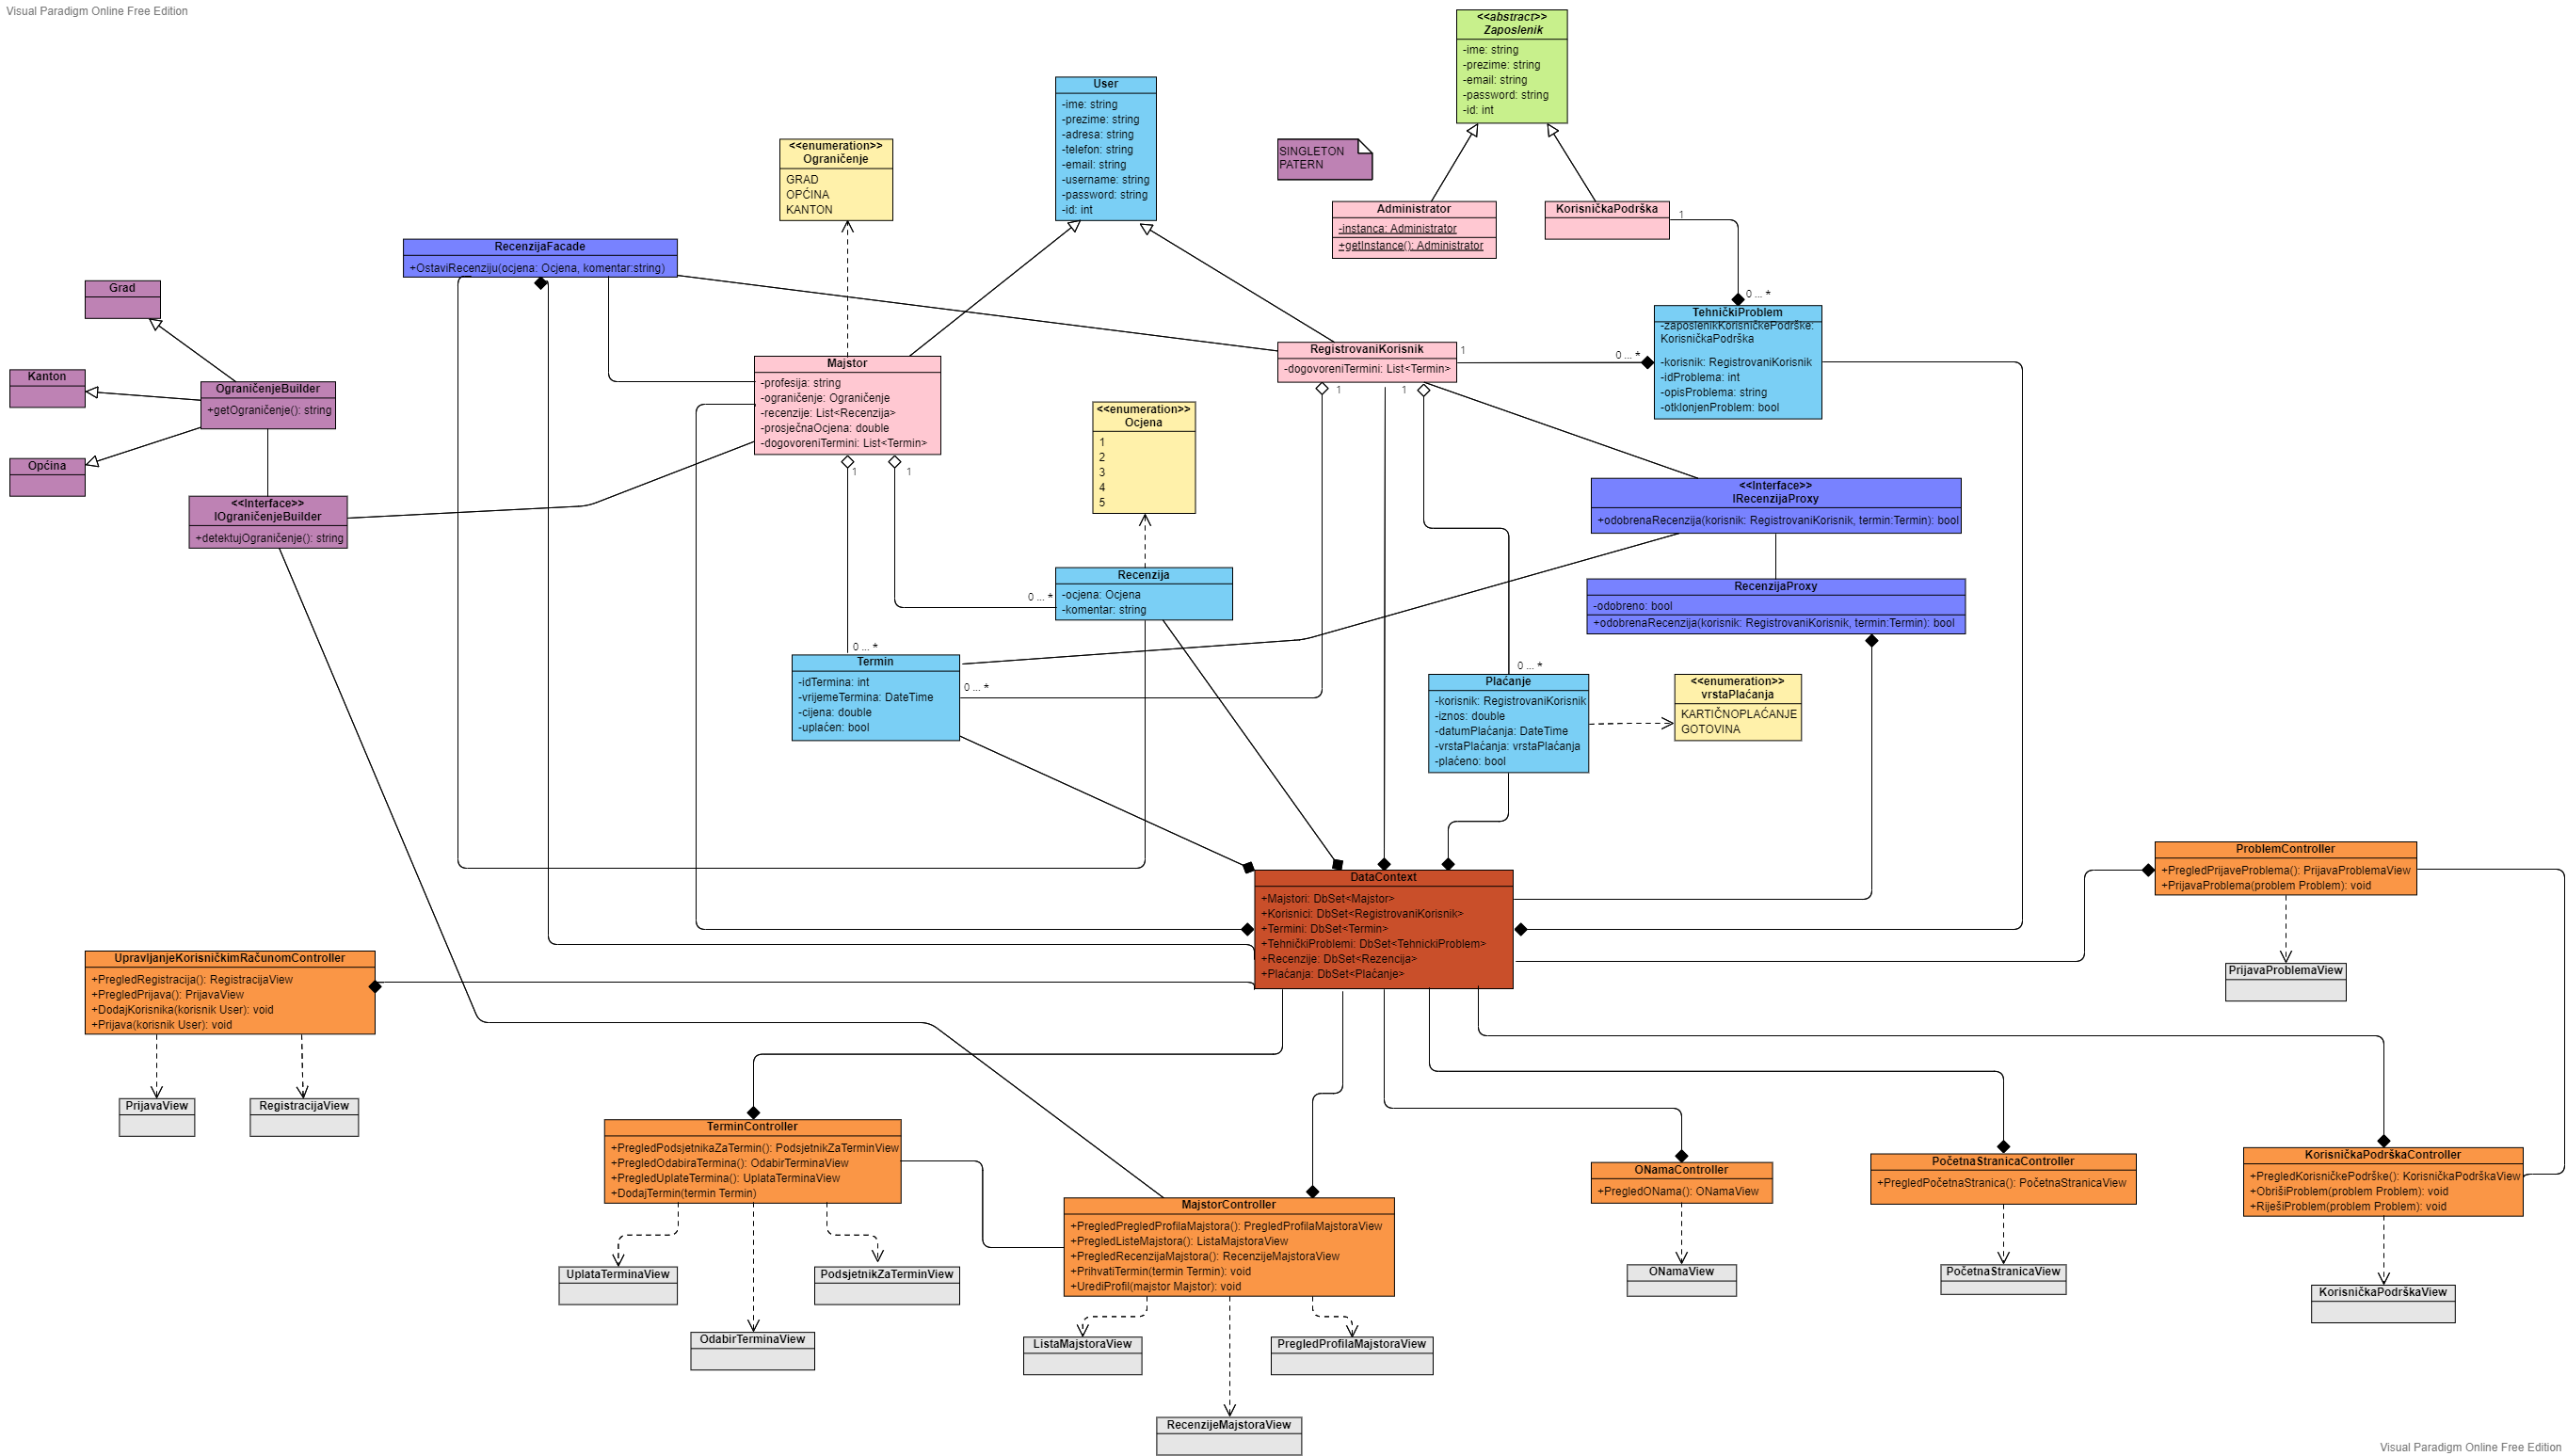 Visual Paradigm Online Free Edition
<<abstract>>
Zaposlenik
-ime: string
-prezime: string
-email: string
-password: string
-id: int
User
-ime: string
-prezime: string
-adresa: string
-telefon: string
-email: string
-username: string
-password: string
-id: int
<<enumeration>>
Ograničenje
GRAD
OPĆINA
KANTON
SINGLETON
PATERN
Administrator
-instanca: Administrator
+getInstance(): Administrator
KorisničkaPodrška
1
0 ... *
RecenzijaFacade
+OstaviRecenziju(ocjena: Ocjena, komentar:string)
Grad
Kanton
Općina
OgraničenjeBuilder
+getOgraničenje(): string
<<Interface>>
IOgraničenjeBuilder
+detektujOgraničenje(): string
Majstor
-profesija: string
-ograničenje: Ograničenje
-recenzije: List<Recenzija>
-prosječnaOcjena: double
-dogovoreniTermini: List<Termin>
1
1
RegistrovaniKorisnik
-dogovoreniTermini: List<Termin>
1
0 ... *
1
1
TehničkiProblem
-zaposlenikKorisničkePodrške:
KorisničkaPodrška
-korisnik: RegistrovaniKorisnik
-idProblema: int
-opisProblema: string
-otklonjenProblem: bool
<<enumeration>>
Ocjena
1
2
3
4
5
<<Interface>>
IRecenzijaProxy
+odobrenaRecenzija(korisnik: RegistrovaniKorisnik, termin:Termin): bool
Recenzija
-ocjena: Ocjena
-komentar: string
0 ... *
RecenzijaProxy
-odobreno: bool
+odobrenaRecenzija(korisnik: RegistrovaniKorisnik, termin:Termin): bool
0 ... *
Termin
-idTermina: int
-vrijemeTermina: DateTime
-cijena: double
-uplaćen: bool
0 ... *
0 ... *
Plaćanje
-korisnik: RegistrovaniKorisnik
-iznos: double
-datumPlaćanja: DateTime
-vrstaPlaćanja: vrstaPlaćanja
-plaćeno: bool
<<enumeration>>
vrstaPlaćanja
KARTIČNOPLAĆANJE
GOTOVINA
DataContext
+Majstori: DbSet<Majstor>
+Korisnici: DbSet<RegistrovaniKorisnik>
+Termini: DbSet<Termin>
+TehničkiProblemi: DbSet<TehnickiProblem>
+Recenzije: DbSet<Rezencija>
+Plaćanja: DbSet<Plaćanje>
ProblemController
+PregledPrijaveProblema(): PrijavaProblemaView
+PrijavaProblema(problem Problem): void
PrijavaProblemaView
UpravljanjeKorisničkimRačunomController
+PregledRegistracija(): RegistracijaView
+PregledPrijava(): PrijavaView
+DodajKorisnika(korisnik User): void
+Prijava(korisnik User): void
PrijavaView
RegistracijaView
TerminController
+PregledPodsjetnikaZaTermin(): PodsjetnikZaTerminView
+PregledOdabiraTermina(): OdabirTerminaView
+PregledUplateTermina(): UplataTerminaView
+DodajTermin(termin Termin)
UplataTerminaView
PodsjetnikZaTerminView
OdabirTerminaView
MajstorController
+PregledPregledProfilaMajstora(): PregledProfilaMajstoraView
+PregledListeMajstora(): ListaMajstoraView
+PregledRecenzijaMajstora(): RecenzijeMajstoraView
+PrihvatiTermin(termin Termin): void
+UrediProfil(majstor Majstor): void
ListaMajstoraView
PregledProfilaMajstoraView
RecenzijeMajstoraView
ONamaController
+PregledONama(): ONamaView
ONamaView
PočetnaStranicaController
+PregledPočetnaStranica(): PočetnaStranicaView
PočetnaStranicaView
KorisničkaPodrškaController
+PregledKorisničkePodrške(): KorisničkaPodrškaView
+ObrišiProblem(problem Problem): void
+RiješiProblem(problem Problem): void
KorisničkaPodrškaView
Visual Paradigm Online Free Edition